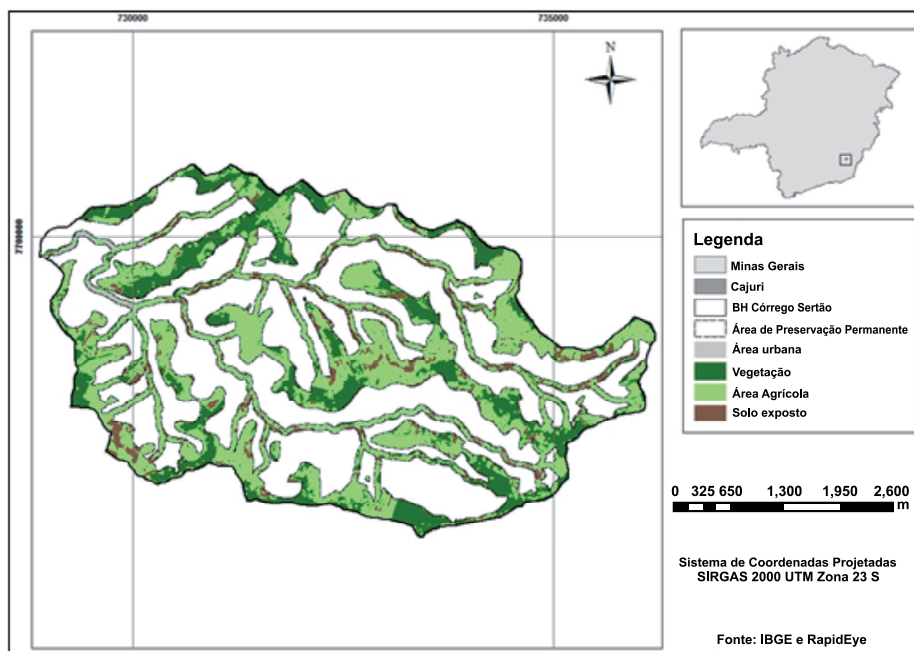 730000
735000
7700000
N
Legenda
Minas Gerais
Cajuri
BH Córrego Sertão
Área de Preservação Permanente
Área urbana
Vegetação
Área Agrícola
Solo exposto
0 325 650 1,300 1,950 2,600
m
Sistema de Coordenadas Projetadas
SIRGAS 2000 UTM Zona 23 S
Fonte: IBGE e RapidEye